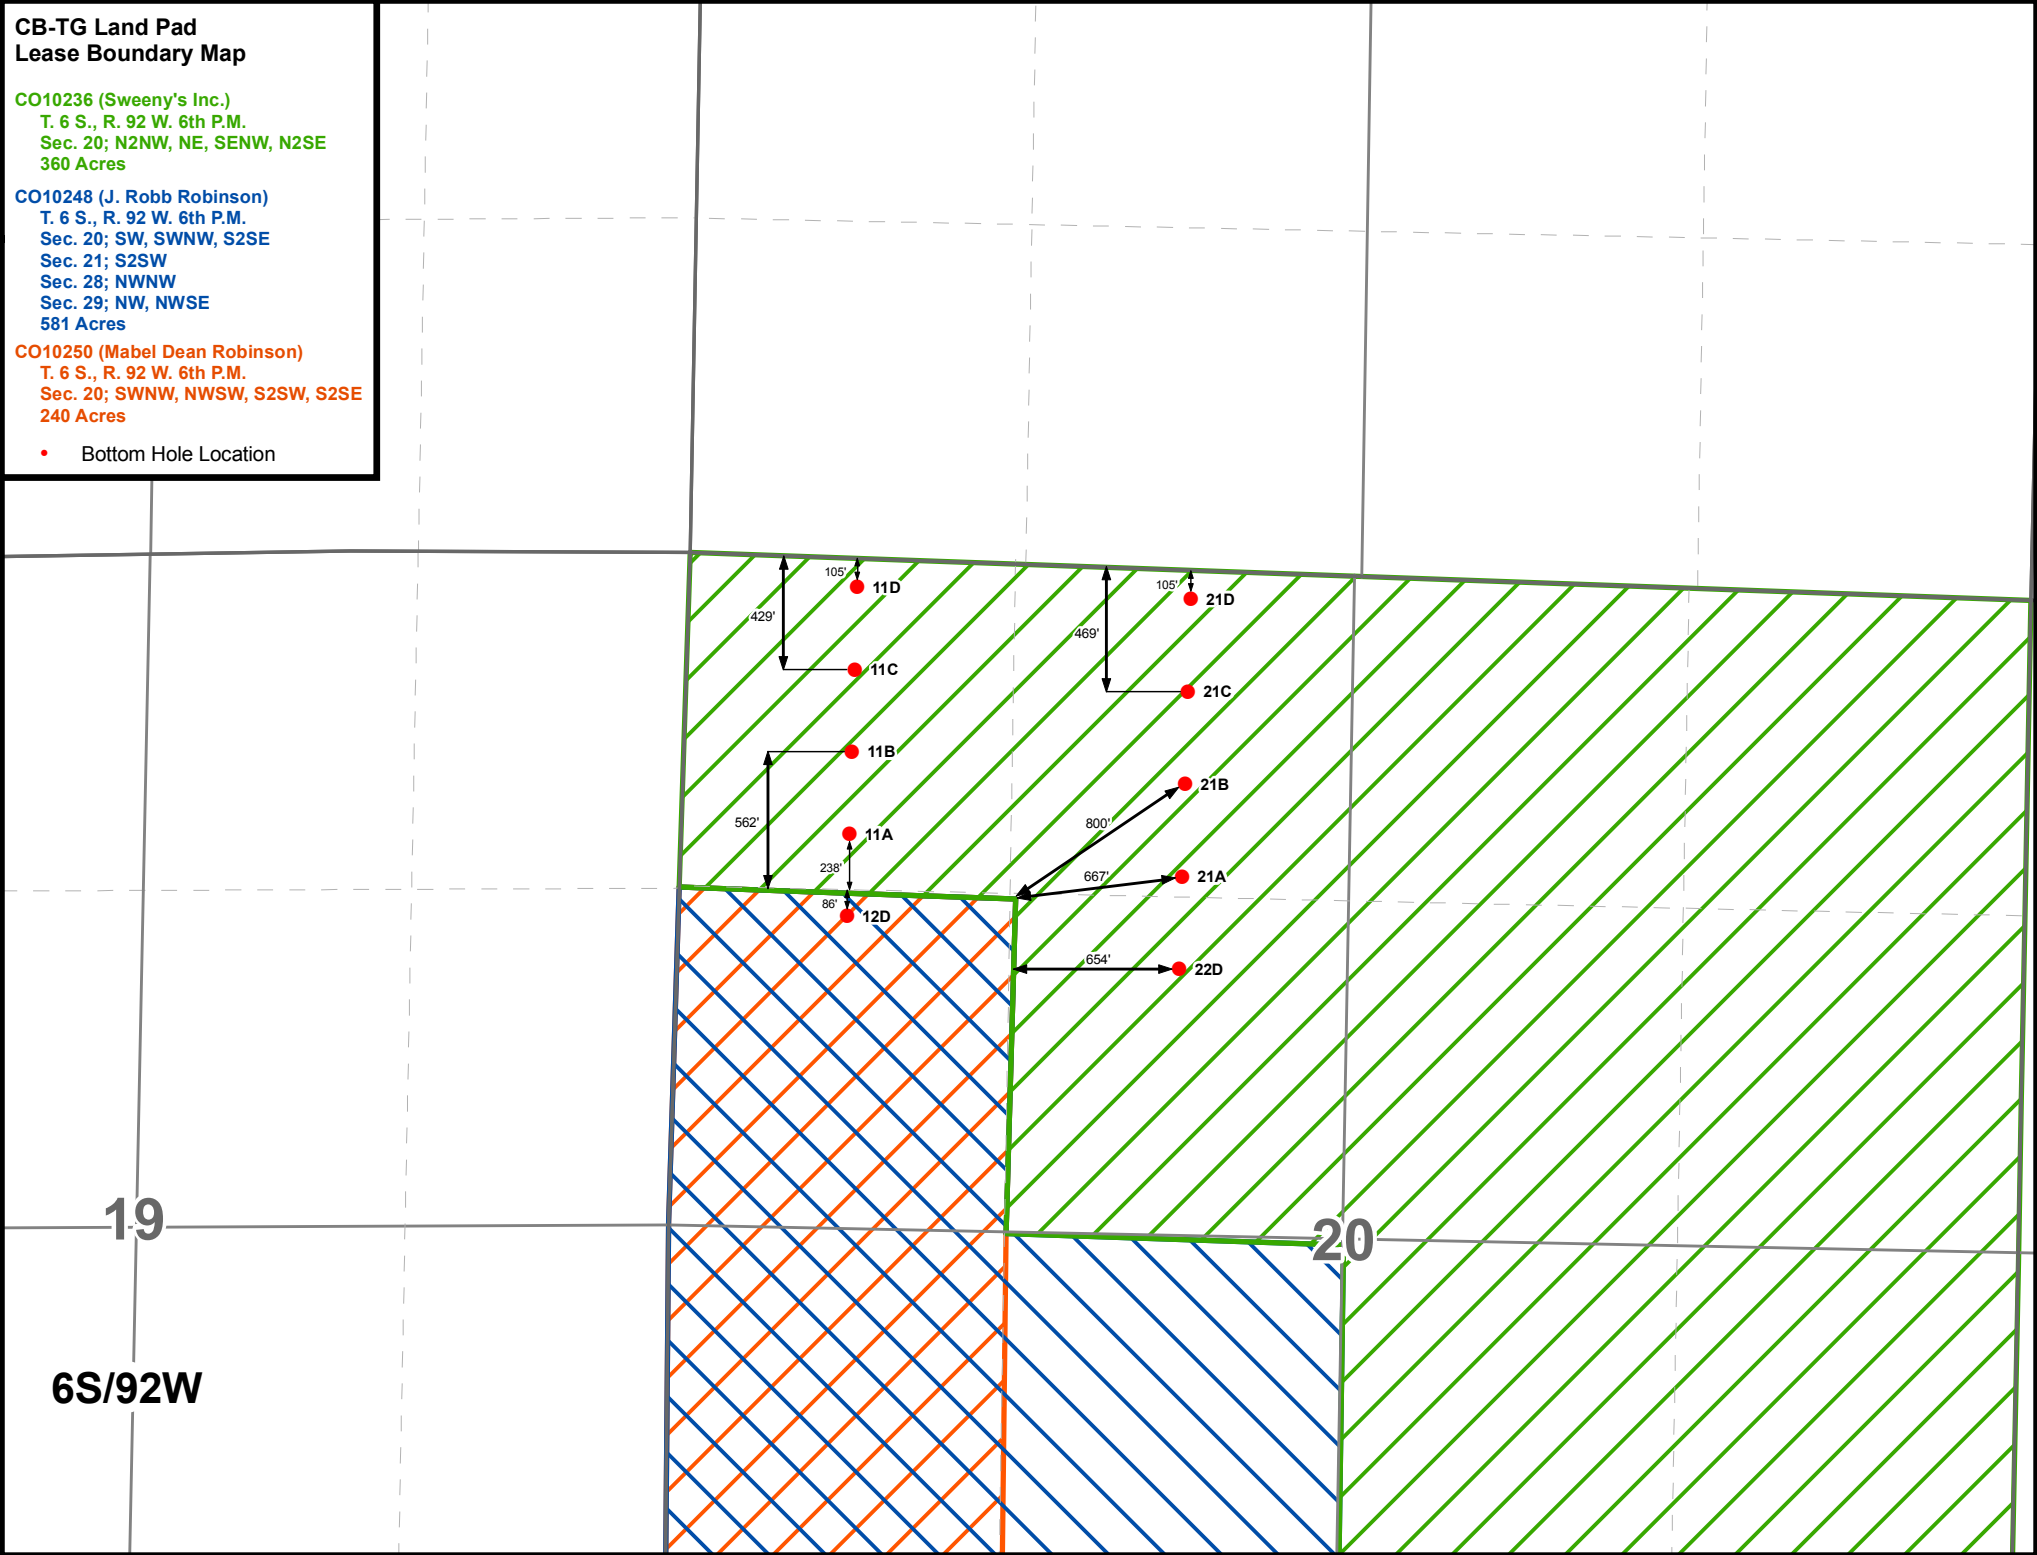 CB-TG Land Pad
Lease Boundary Map
CO10236 (Sweeny's Inc.)
T. 6 S., R. 92 W. 6th P.M.
Sec. 20; N2NW, NE, SENW, N2SE
360 Acres
CO10248 (J. Robb Robinson)
T. 6 S., R. 92 W. 6th P.M.
Sec. 20; SW, SWNW, S2SE
Sec. 21; S2SW
Sec. 28; NWNW
Sec. 29; NW, NWSE
581 Acres
CO10250 (Mabel Dean Robinson)
T. 6 S., R. 92 W. 6th P.M.
Sec. 20; SWNW, NWSW, S2SW, S2SE
240 Acres
Bottom Hole Location
105'
11D
105'
21D
429'
469'
11C
21C
11B
21B
562'
800'
11A
238'
667'
21A
86'
12D
654'
22D
19
20
6S/92W